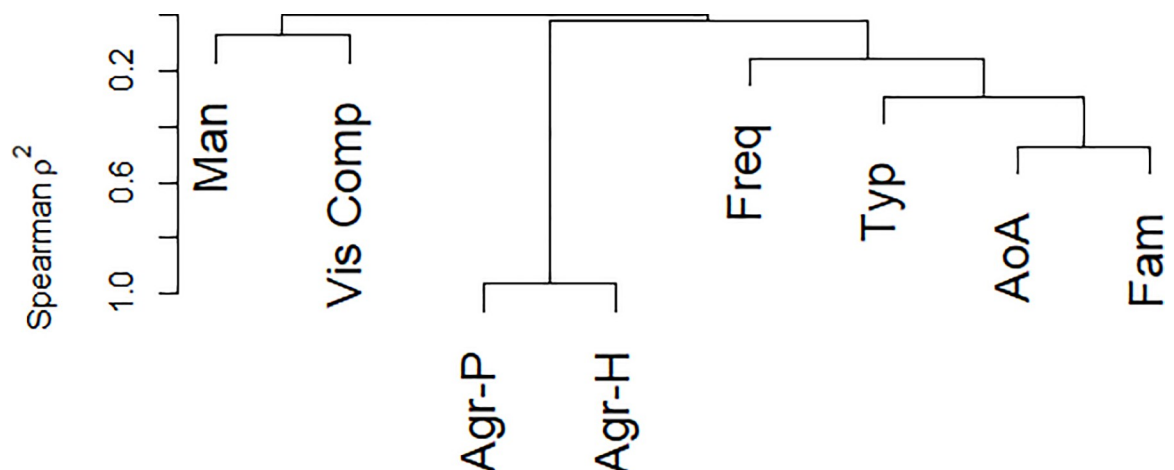 Spearman ρ²
0.2
0.6
1.0
Man
Vis Comp
Agr-P
Agr-H
Freq
Typ
AoA
Fam